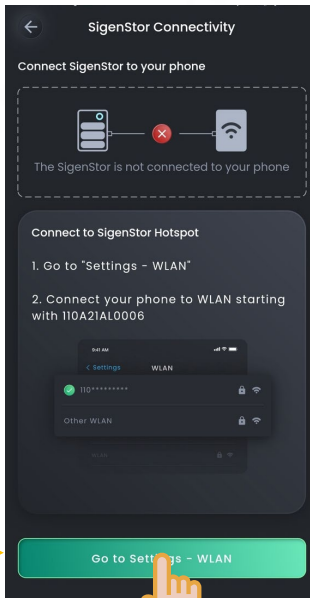 SigenStor Connectivity
Connect SigenStor to your phone
The SigenStor is not connected to your phone
Connect to SigenStor Hotspot
1. Go to "Settings - WLAN"
2. Connect your phone to WLAN starting
with 110A21AL0006
9:41 AM
< Settings WLAN
110*********
Other WLAN
WLAN
Go to Settings - WLAN